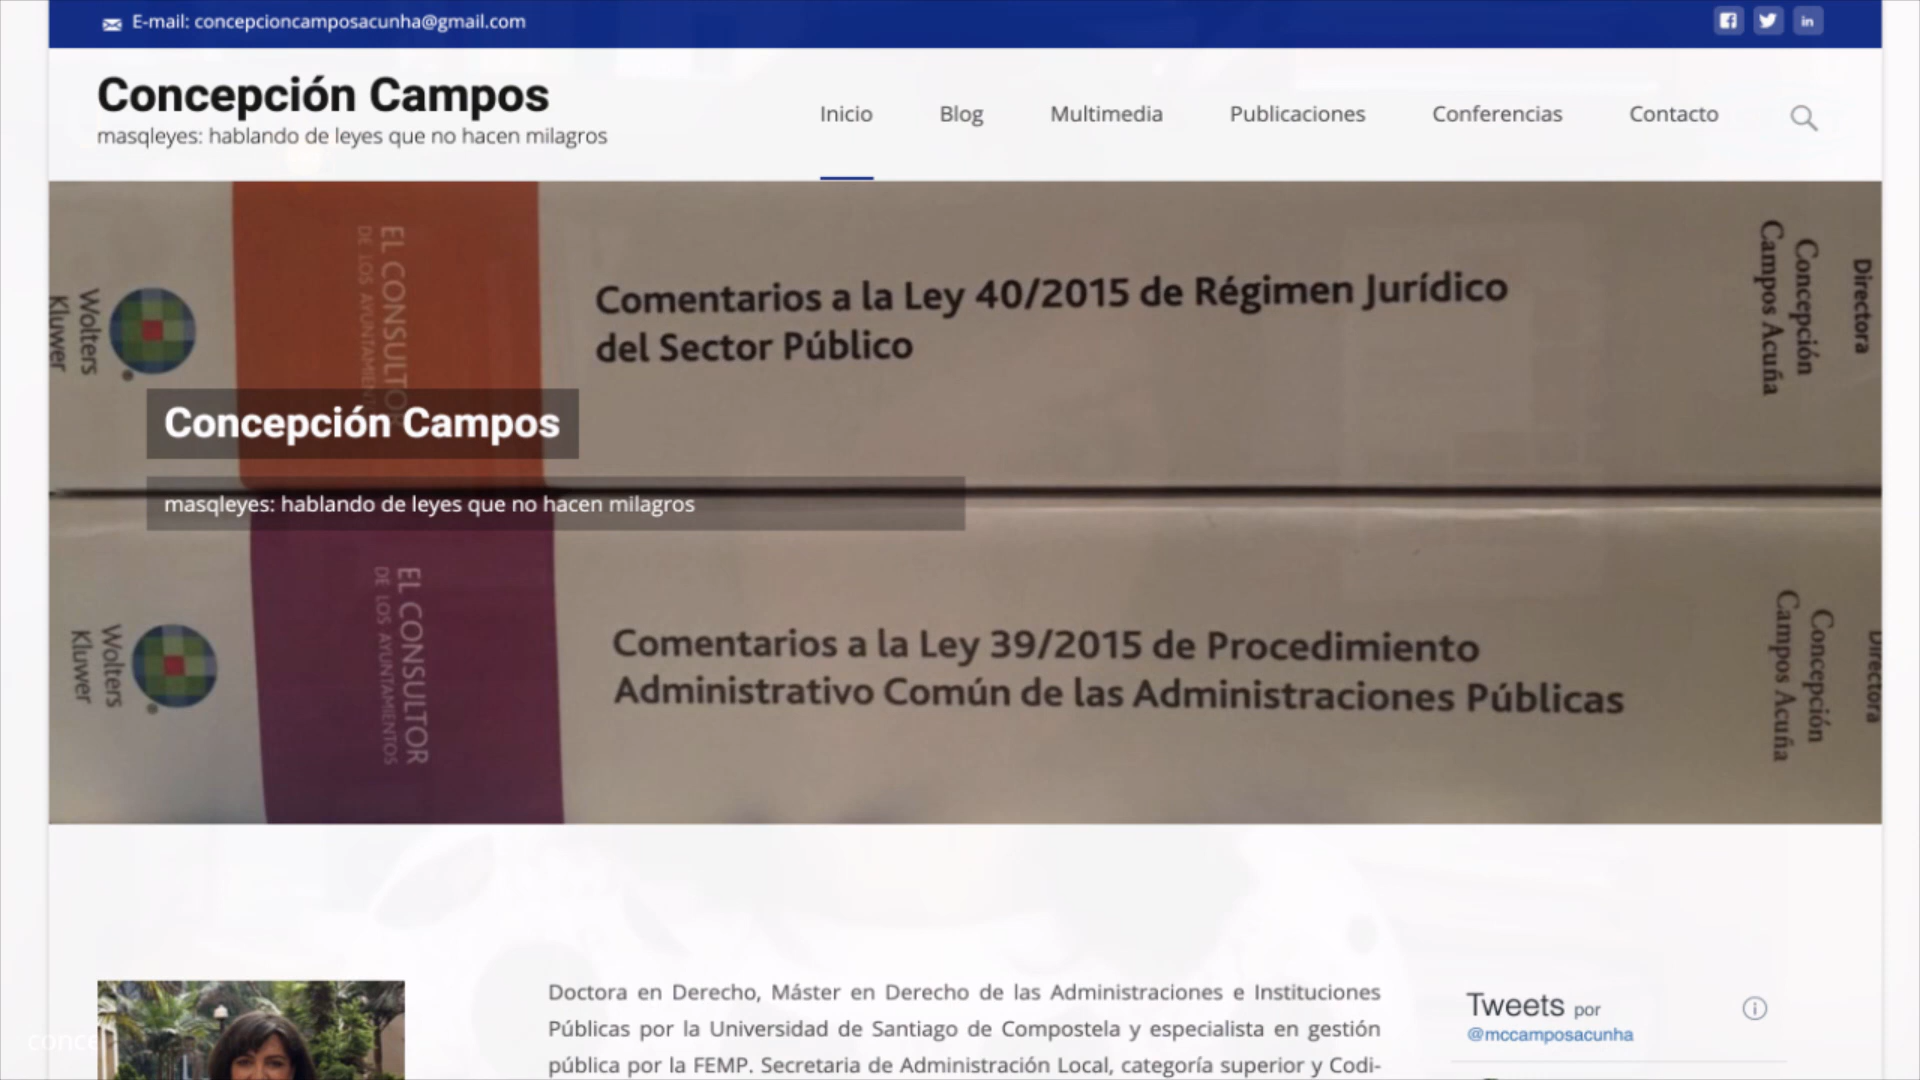 E-mail: concepcioncamposacunha@gmail.com
Concepción Campos
masqleyes: hablando de leyes que no hacen milagros
Inicio
Blog
Multimedia
Publicaciones
Conferencias
Contacto
Wolters
Kluwer
EL CONSULTOR
DE LOS AYUNTAMIENTOS
Comentarios a la Ley 40/2015 de Régimen Jurídico
del Sector Público
Directora
Concepción
Campos Acuña
Concepción Campos
masqleyes: hablando de leyes que no hacen milagros
Wolters
Kluwer
EL CONSULTOR
DE LOS AYUNTAMIENTOS
Comentarios a la Ley 39/2015 de Procedimiento
Administrativo Común de las Administraciones Públicas
Directora
Concepción
Campos Acuña
Doctora en Derecho, Máster en Derecho de las Administraciones e Instituciones
Públicas por la Universidad de Santiago de Compostela y especialista en gestión
pública por la FEMP. Secretaria de Administración Local, categoría superior y Codi-
Tweets por
@mccamposacunha